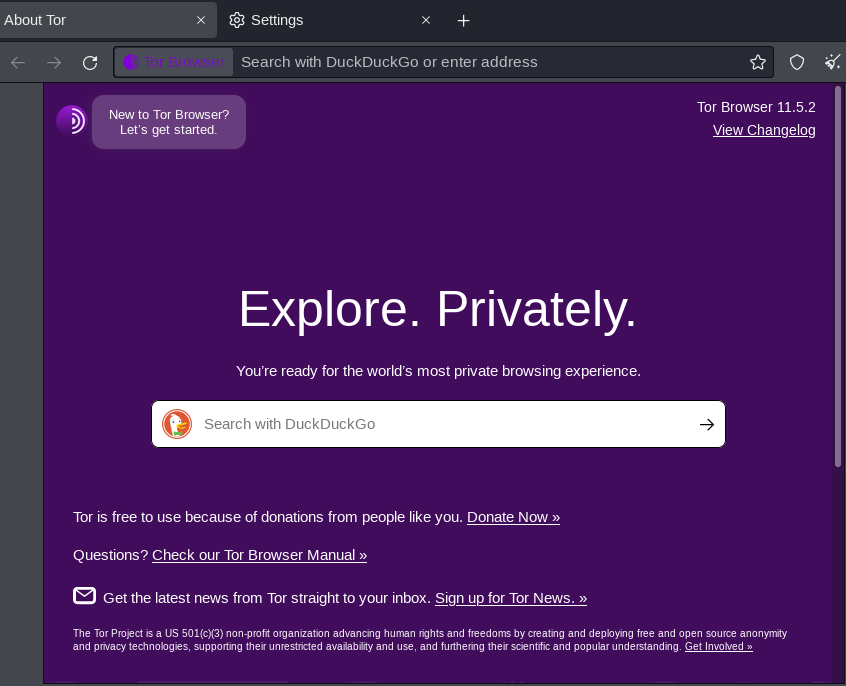 About Tor
Settings
Tor Browser
Search with DuckDuckGo or enter address
New to Tor Browser?
Let's get started.
Tor Browser 11.5.2
View Changelog
Explore. Privately.
You're ready for the world's most private browsing experience.
Search with DuckDuckGo
Tor is free to use because of donations from people like you. Donate Now »
Questions? Check our Tor Browser Manual »
Get the latest news from Tor straight to your inbox. Sign up for Tor News. »
The Tor Project is a US 501(c)(3) non-profit organization advancing human rights and freedoms by creating and deploying free and open source anonymity
and privacy technologies, supporting their unrestricted availability and use, and furthering their scientific and popular understanding. Get Involved »